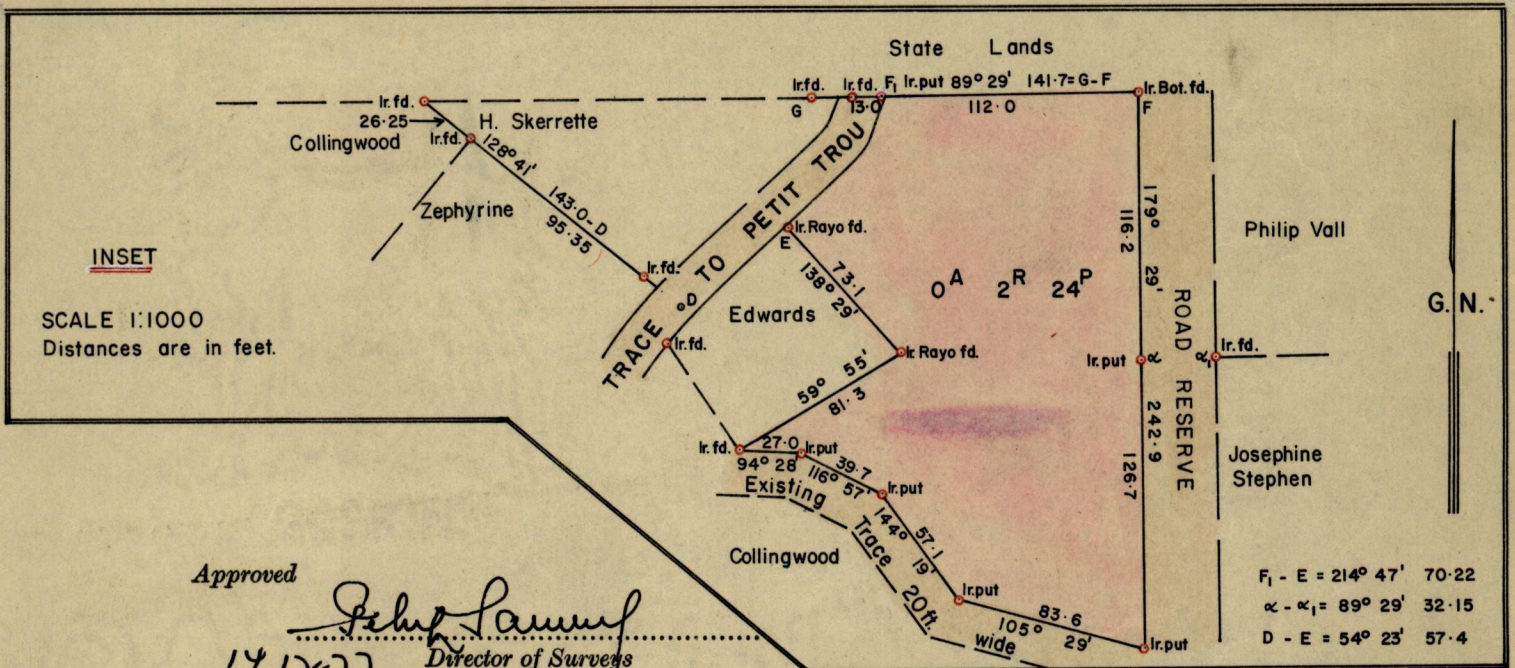 State Lands
Ir.fd.
Ir.fd. Ir.fd. F₁ Ir.put 89° 29' 141·7=G-F Ir.Bot.fd.
G 13·0 112·0 F
26·25
H. Skerrette
Collingwood
Ir.fd.
128° 41'
143·0-D
95·35
Zephyrine
Ir.fd.
TRACE TO PETIT TROU
D
Ir.Rayo fd.
E
73·1
138° 29'
179° 29'
116·2
Philip Vall
INSET
0ᴬ 2ᴿ 24ᴾ
G.N.
SCALE 1:1000
Distances are in feet.
Edwards
Ir.fd.
Ir.Rayo fd.
59° 55'
81·3
Ir.put α
α₁ Ir.fd.
ROAD RESERVE
242·9
126·7
Ir.fd. 27·0 Ir.put
94° 28'
39·7
116° 57'
Ir.put
Josephine
Stephen
Existing Trace 20ft. wide
57·1
144° 19'
Collingwood
Ir.put
83·6
105° 29'
Ir.put
F₁ - E = 214° 47' 70·22
α - α₁ = 89° 29' 32·15
D - E = 54° 23' 57·4
Approved
Director of Surveys